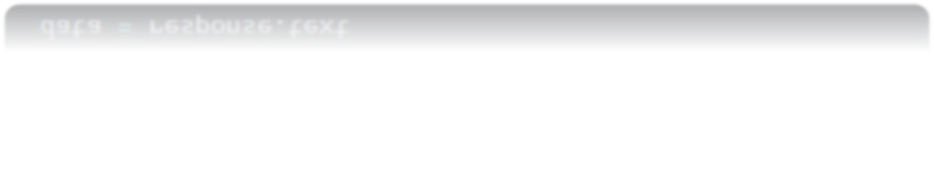 data = response.text